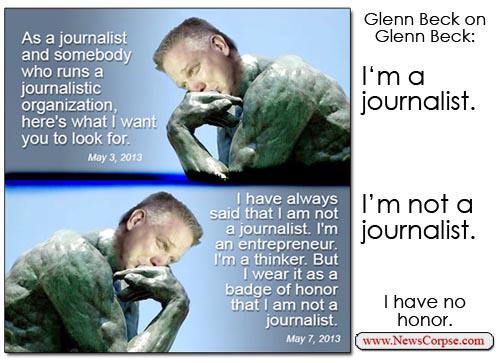 As a journalist
and somebody
who runs a
journalistic
organization,
here's what I want
you to look for.
May 3, 2013
I have always
said that I am not
a journalist. I'm
an entrepreneur.
I'm a thinker. But
I wear it as a
badge of honor
that I am not a
journalist.
May 7, 2013
Glenn Beck on
Glenn Beck:
I'm a
journalist.
I'm not a
journalist.
I have no
honor.
www.NewsCorpse.com